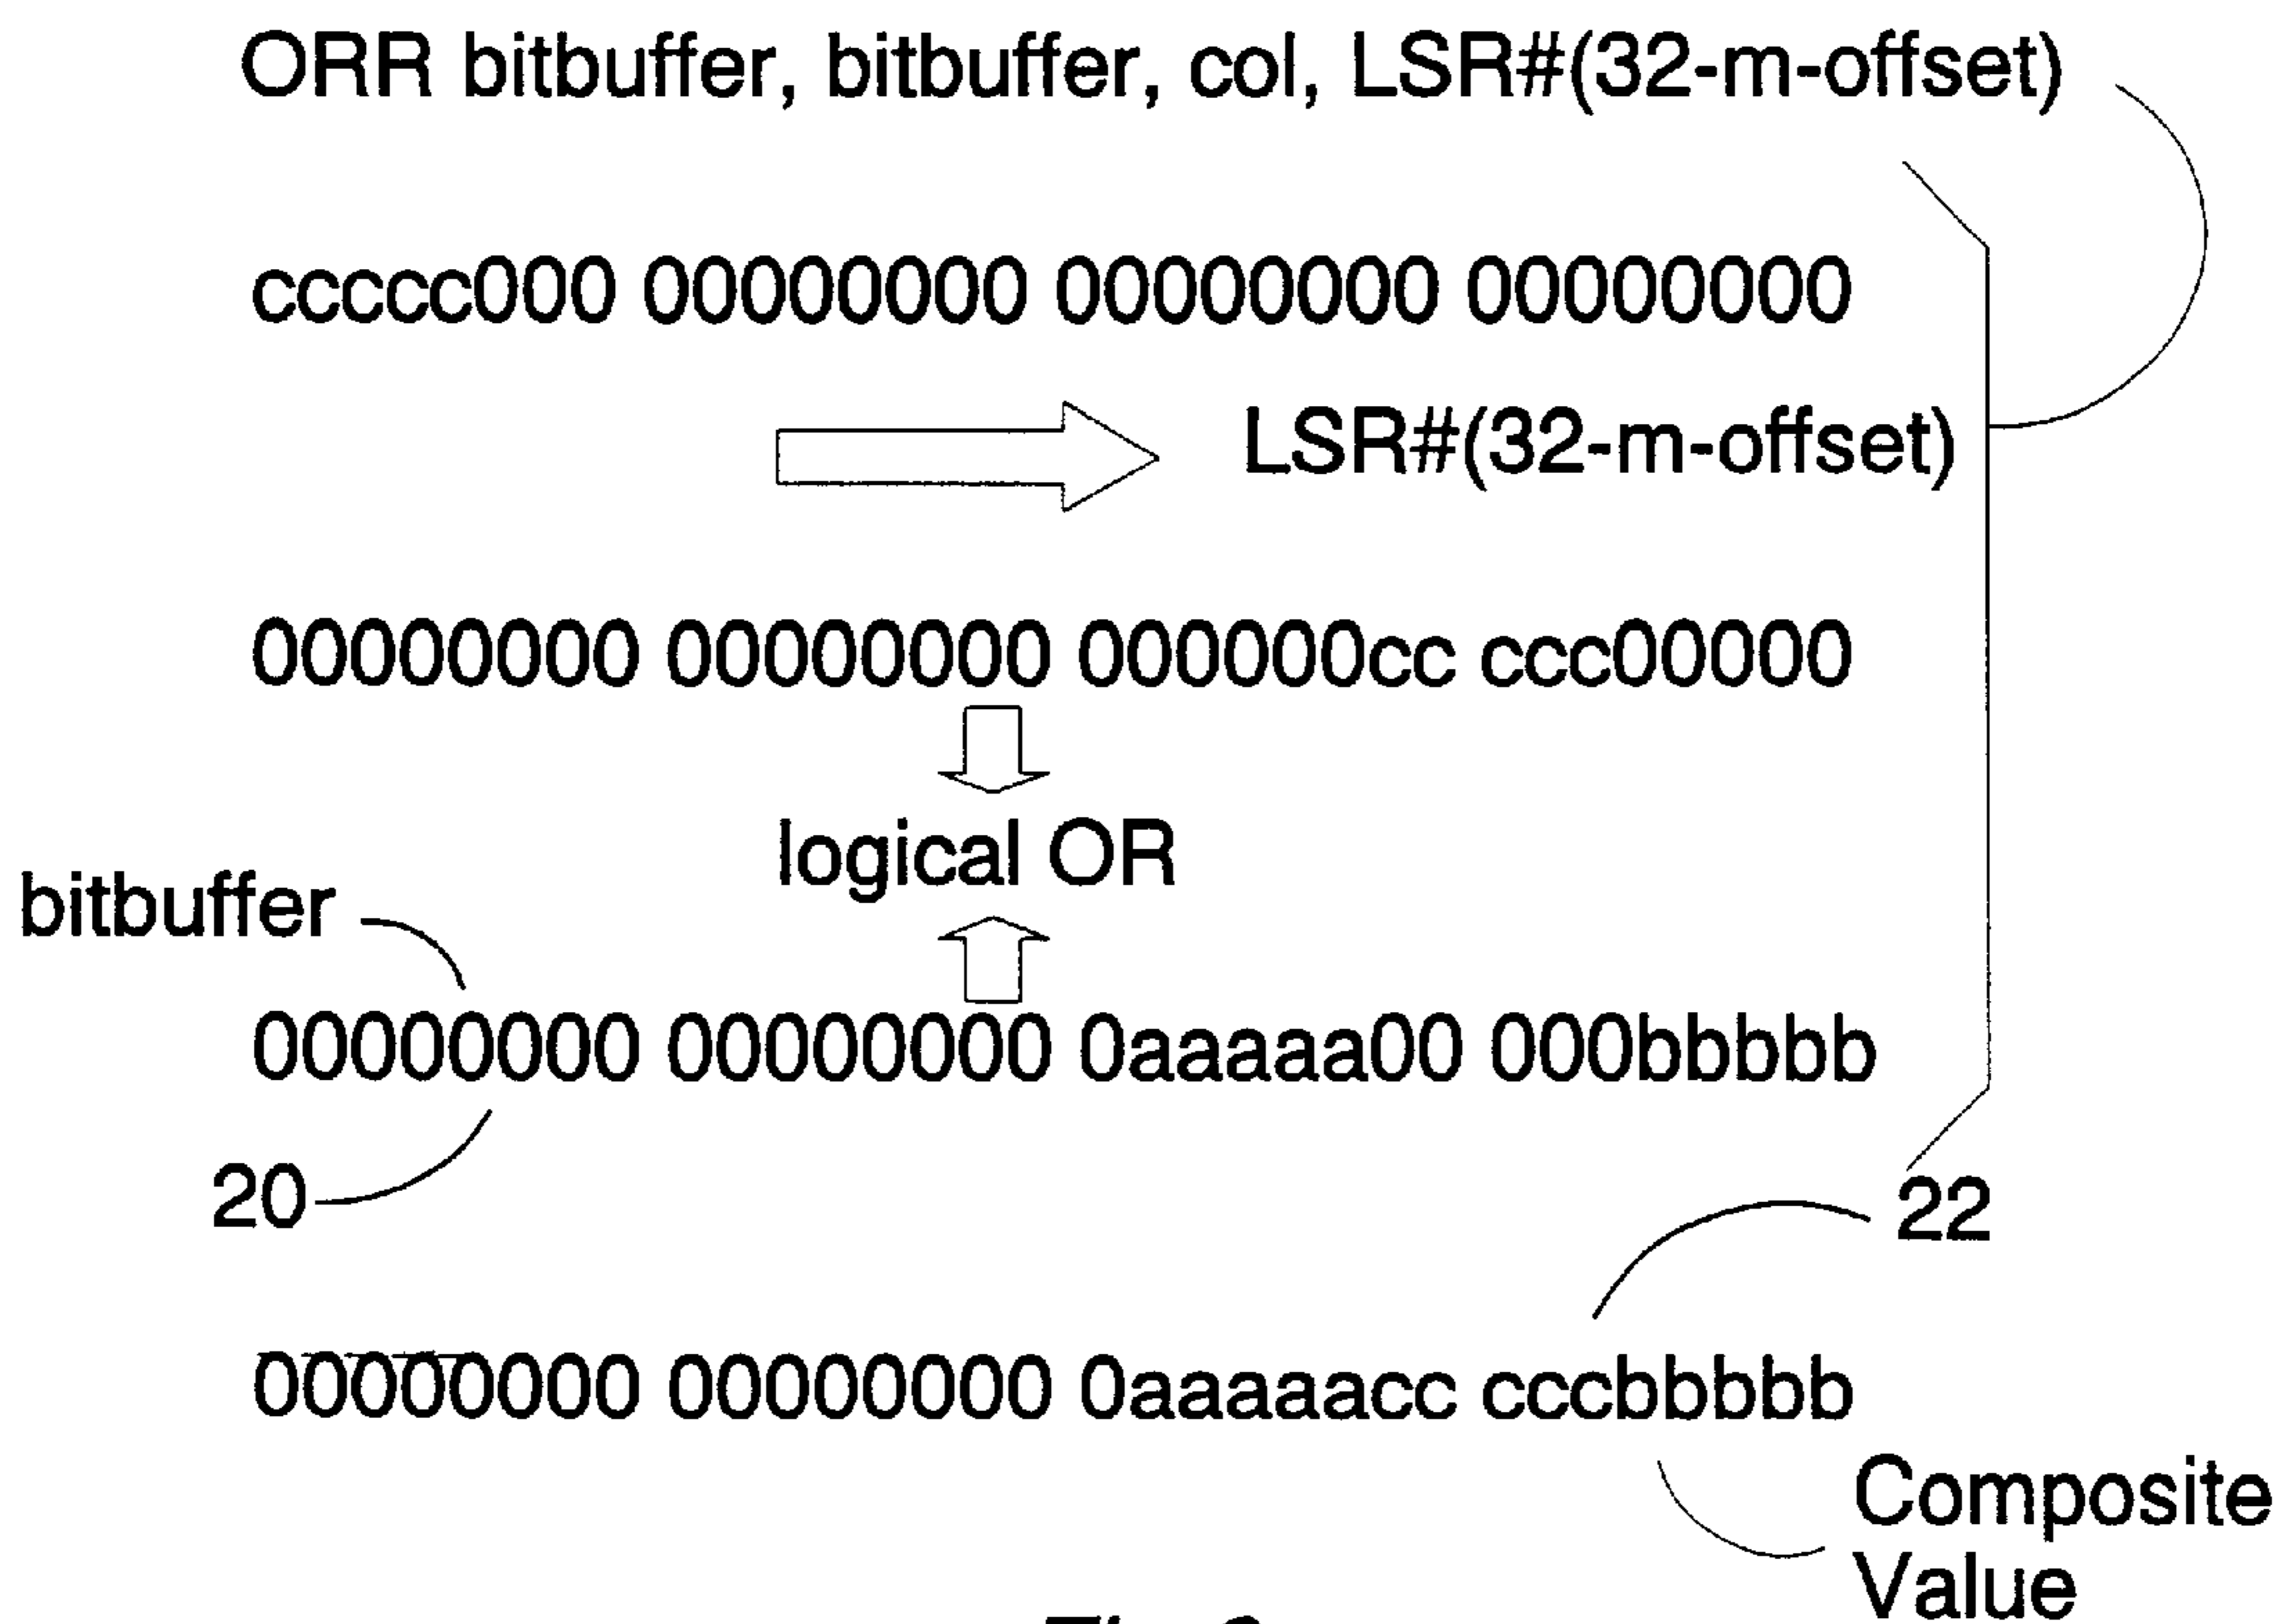 ORR bitbuffer, bitbuffer, col, LSR#(32-m-offset)
ccccc000 00000000 00000000 00000000
LSR#(32-m-offset)
00000000 00000000 000000cc ccc00000
logical OR
bitbuffer
00000000 00000000 0aaaaa00 000bbbbb
20
22
00000000 00000000 0aaaaacc cccbbbbb
Composite
Value